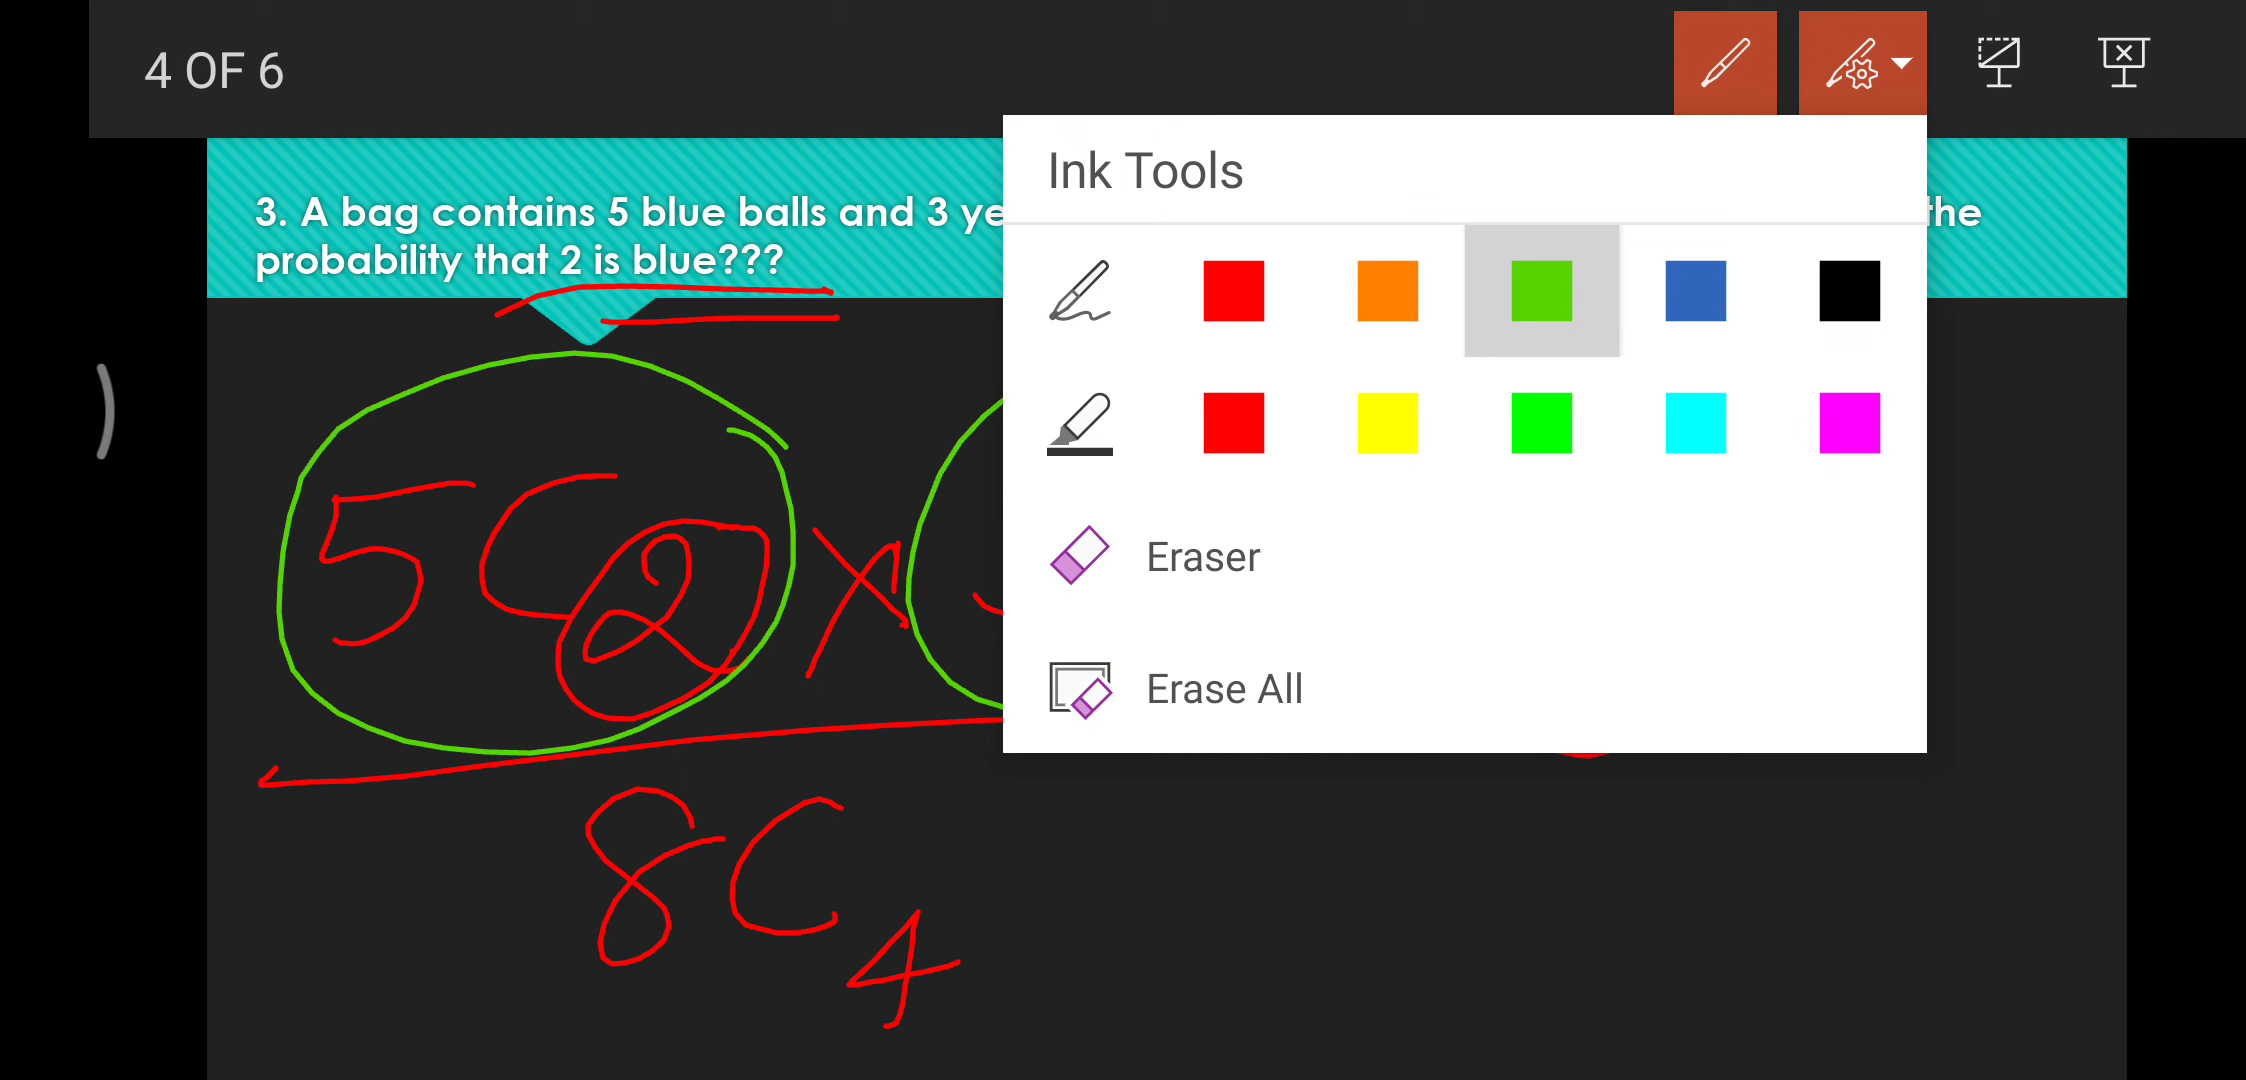 4 OF 6
Ink Tools
3. A bag contains 5 blue balls and 3 ye the
probability that 2 is blue???
5C2 X
8C4
Eraser
Erase All